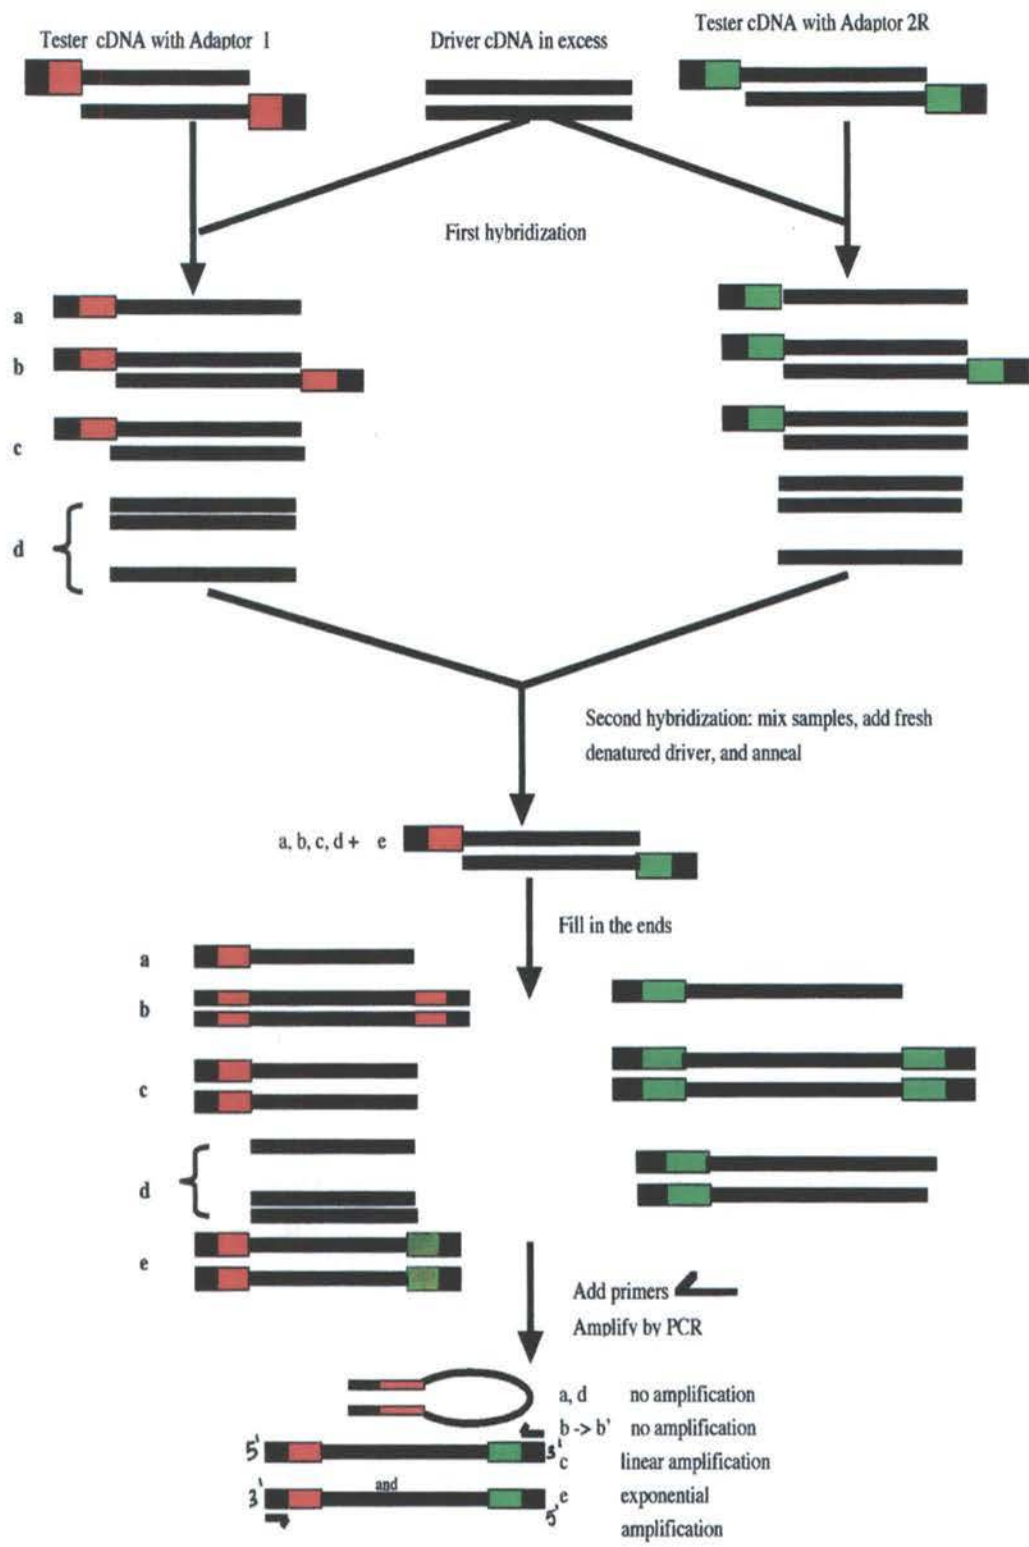 Tester cDNA with Adaptor 1
Driver cDNA in excess
Tester cDNA with Adaptor 2R
First hybridization
a
b
c
d
Second hybridization: mix samples, add fresh
denatured driver, and anneal
a, b, c, d + e
Fill in the ends
a
b
c
d
e
Add primers
Amplify by PCR
a, d no amplification
b -> b' no amplification
5' 3'
c linear amplification
and
3' 5'
e exponential
amplification